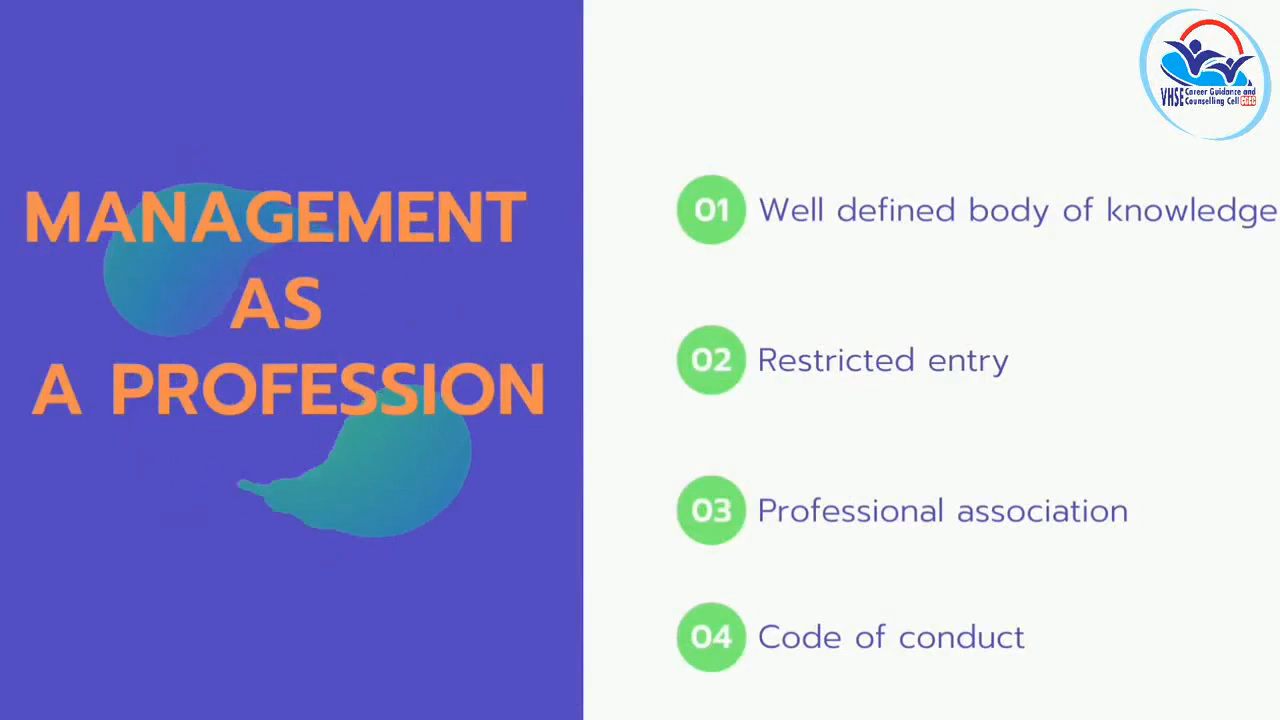 MANAGEMENT
AS
A PROFESSION
01 Well defined body of knowledge
02 Restricted entry
03 Professional association
04 Code of conduct
VHSE Career Guidance and
Counselling Cell